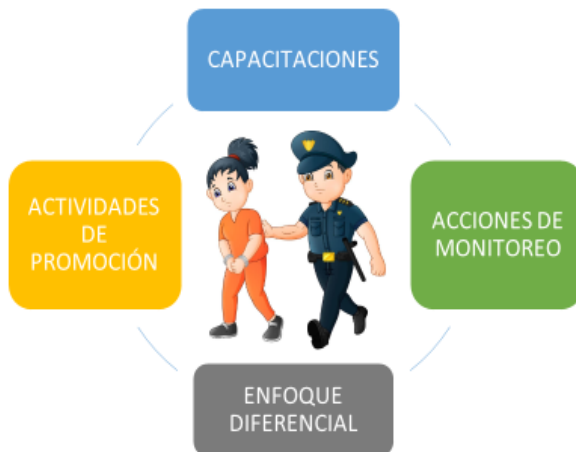 CAPACITACIONES
ACTIVIDADES
DE
PROMOCIÓN
ACCIONES DE
MONITOREO
ENFOQUE
DIFERENCIAL